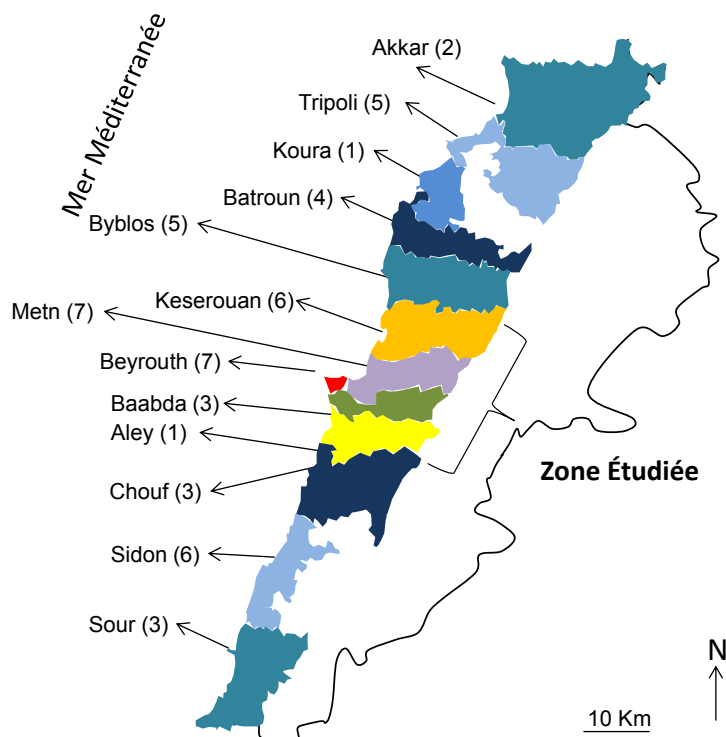 Mer Méditerranée
Akkar (2)
Tripoli (5)
Koura (1)
Batroun (4)
Byblos (5)
Keserouan (6)
Metn (7)
Beyrouth (7)
Baabda (3)
Aley (1)
Chouf (3)
Zone Étudiée
Sidon (6)
Sour (3)
N
10 Km